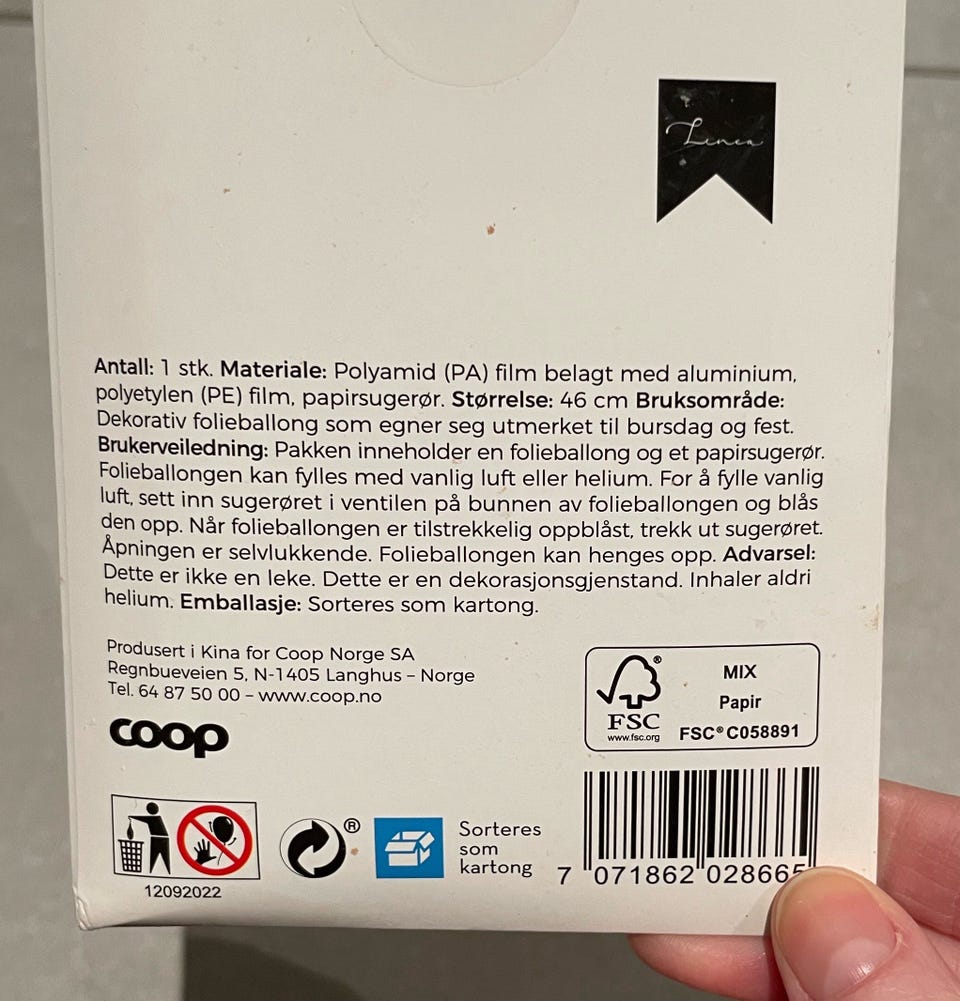 Linea
Antall: 1 stk. Materiale: Polyamid (PA) film belagt med aluminium,
polyetylen (PE) film, papirsugerør. Størrelse: 46 cm Bruksområde:
Dekorativ folieballong som egner seg utmerket til bursdag og fest.
Brukerveiledning: Pakken inneholder en folieballong og et papirsugerør.
Folieballongen kan fylles med vanlig luft eller helium. For å fylle vanlig
luft, sett inn sugerøret i ventilen på bunnen av folieballongen og blås
den opp. Når folieballongen er tilstrekkelig oppblåst, trekk ut sugerøret.
Åpningen er selvlukkende. Folieballongen kan henges opp. Advarsel:
Dette er ikke en leke. Dette er en dekorasjonsgjenstand. Inhaler aldri
helium. Emballasje: Sorteres som kartong.
Produsert i Kina for Coop Norge SA
Regnbueveien 5, N-1405 Langhus – Norge
Tel. 64 87 50 00 – www.coop.no
coop
FSC®
www.fsc.org
MIX
Papir
FSC® C058891
12092022
®
Sorteres
som
kartong
7 071862 028665